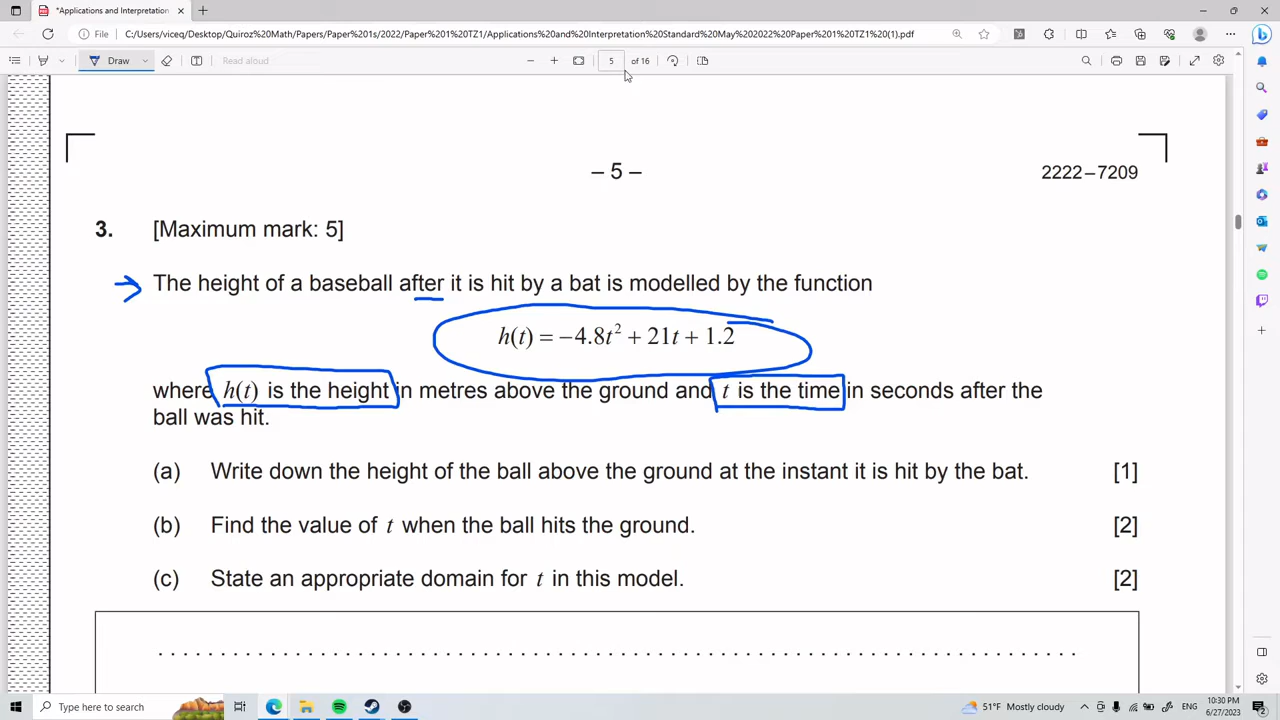 *Applications and Interpretation S
File
C:/Users/viceq/Desktop/Quiroz%20Math/Papers/Paper%201s/2022/Paper%201%20TZ1/Applications%20and%20Interpretation%20Standard%20May%202022%20Paper%201%20TZ1%20(1).pdf
Draw
Read aloud
5 of 16
– 5 –
2222 – 7209
3. [Maximum mark: 5]
The height of a baseball after it is hit by a bat is modelled by the function
h(t) = −4.8t² + 21t + 1.2
where h(t) is the height in metres above the ground and t is the time in seconds after the
ball was hit.
(a) Write down the height of the ball above the ground at the instant it is hit by the bat. [1]
(b) Find the value of t when the ball hits the ground. [2]
(c) State an appropriate domain for t in this model. [2]
Type here to search
51°F Mostly cloudy
ENG
10:30 PM
6/27/2023